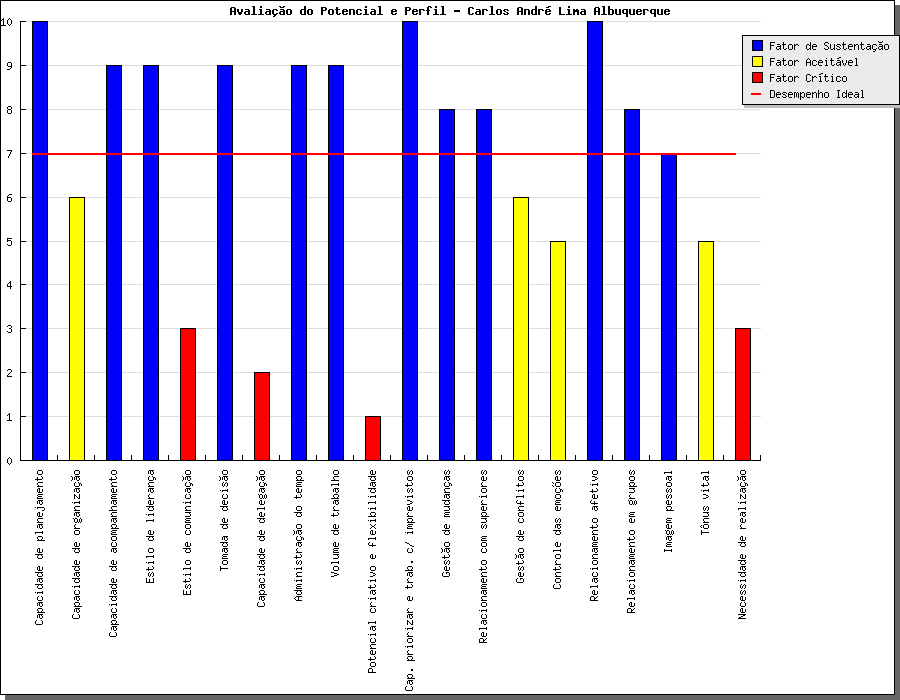 Avaliação do Potencial e Perfil - Carlos André Lima Albuquerque
Fator de Sustentação
Fator Aceitável
Fator Crítico
Desempenho Ideal
10
9
8
7
6
5
4
3
2
1
0
Capacidade de planejamento
Capacidade de organização
Capacidade de acompanhamento
Estilo de liderança
Estilo de comunicação
Tomada de decisão
Capacidade de delegação
Administração do tempo
Volume de trabalho
Potencial criativo e flexibilidade
Cap. priorizar e trab. c/ imprevistos
Gestão de mudanças
Relacionamento com superiores
Gestão de conflitos
Controle das emoções
Relacionamento afetivo
Relacionamento em grupos
Imagem pessoal
Tônus vital
Necessidade de realização